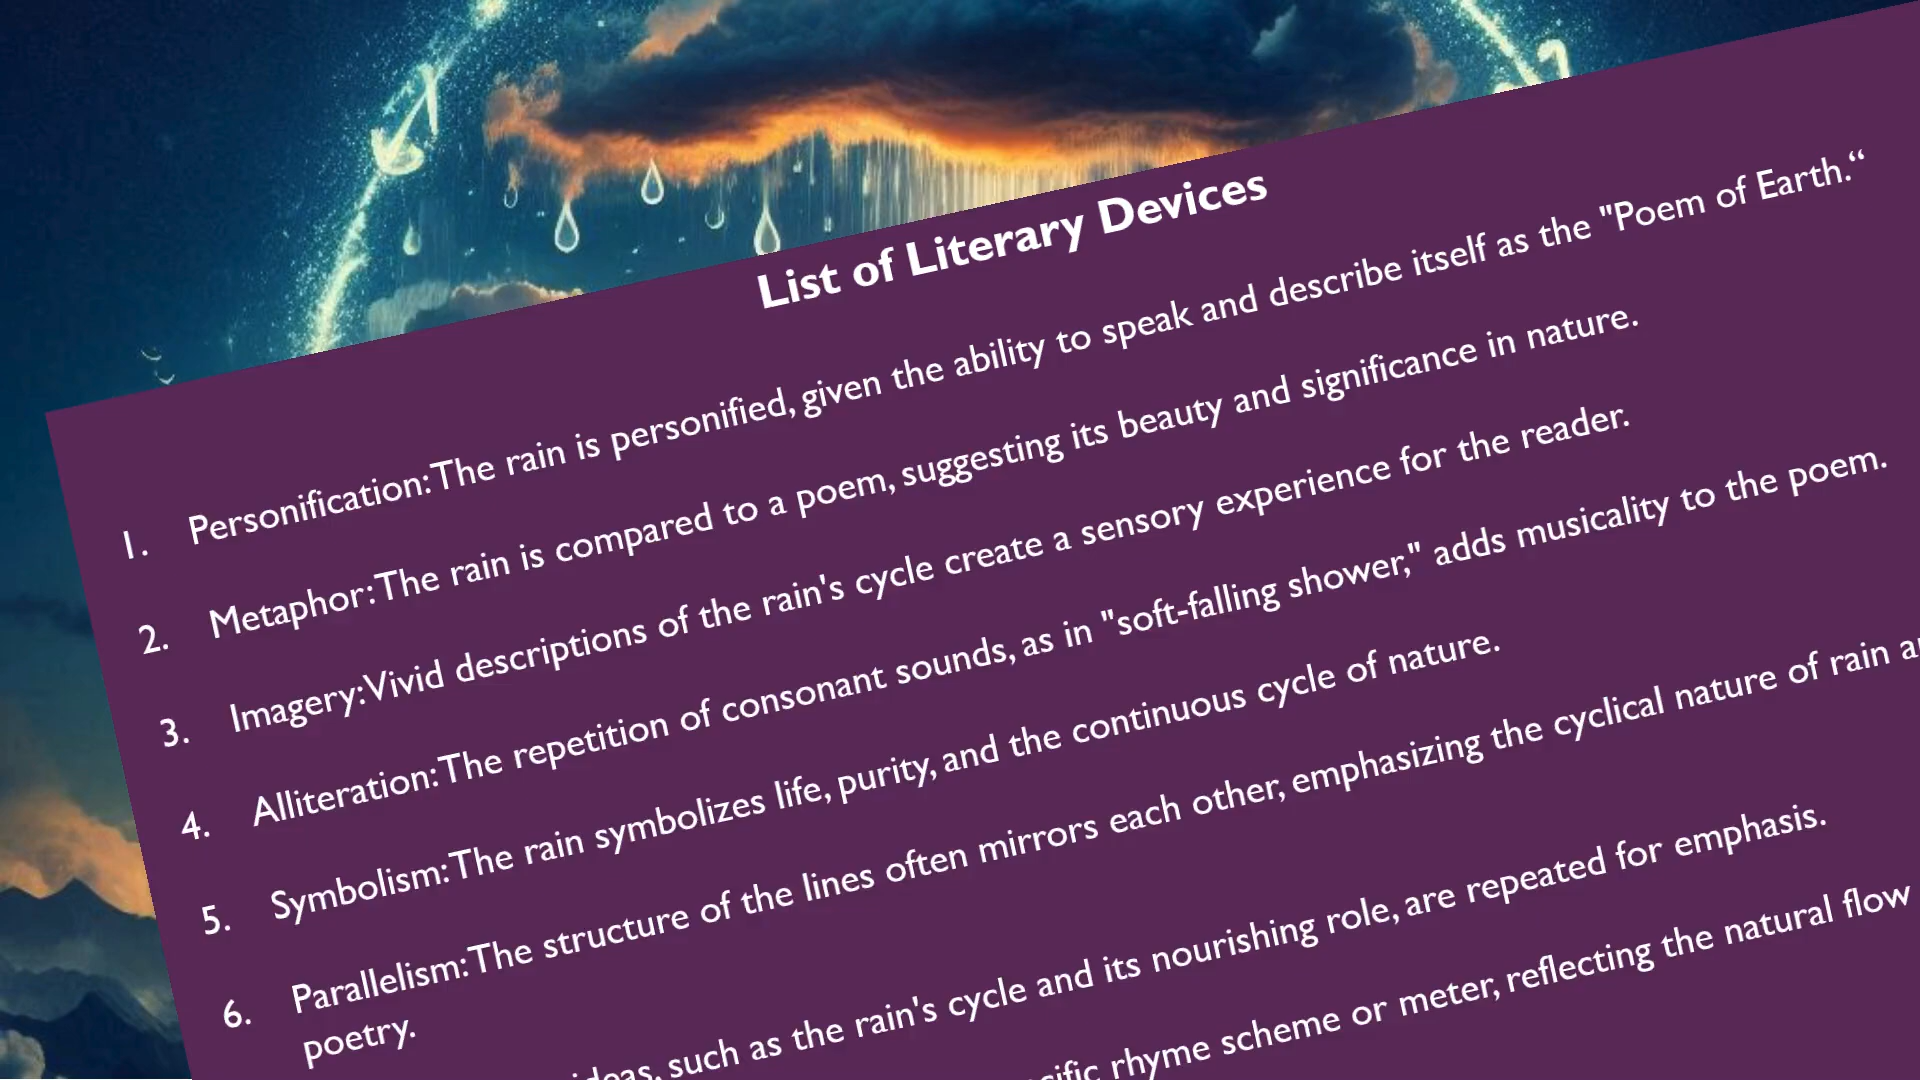 List of Literary Devices
1. Personification:The rain is personified, given the ability to speak and describe itself as the "Poem of Earth.“
2. Metaphor:The rain is compared to a poem, suggesting its beauty and significance in nature.
3. Imagery:Vivid descriptions of the rain's cycle create a sensory experience for the reader.
4. Alliteration:The repetition of consonant sounds, as in "soft-falling shower," adds musicality to the poem.
5. Symbolism:The rain symbolizes life, purity, and the continuous cycle of nature.
6. Parallelism:The structure of the lines often mirrors each other, emphasizing the cyclical nature of rain
poetry.
ideas, such as the rain's cycle and its nourishing role, are repeated for emphasis.
rhyme scheme or meter, reflecting the natural flow